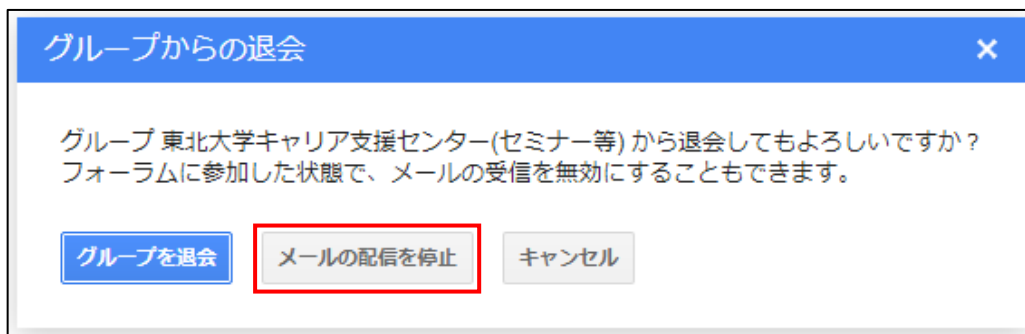 グループからの退会
グループ 東北大学キャリア支援センター(セミナー等) から退会してもよろしいですか？
フォーラムに参加した状態で、メールの受信を無効にすることもできます。
グループを退会 メールの配信を停止 キャンセル